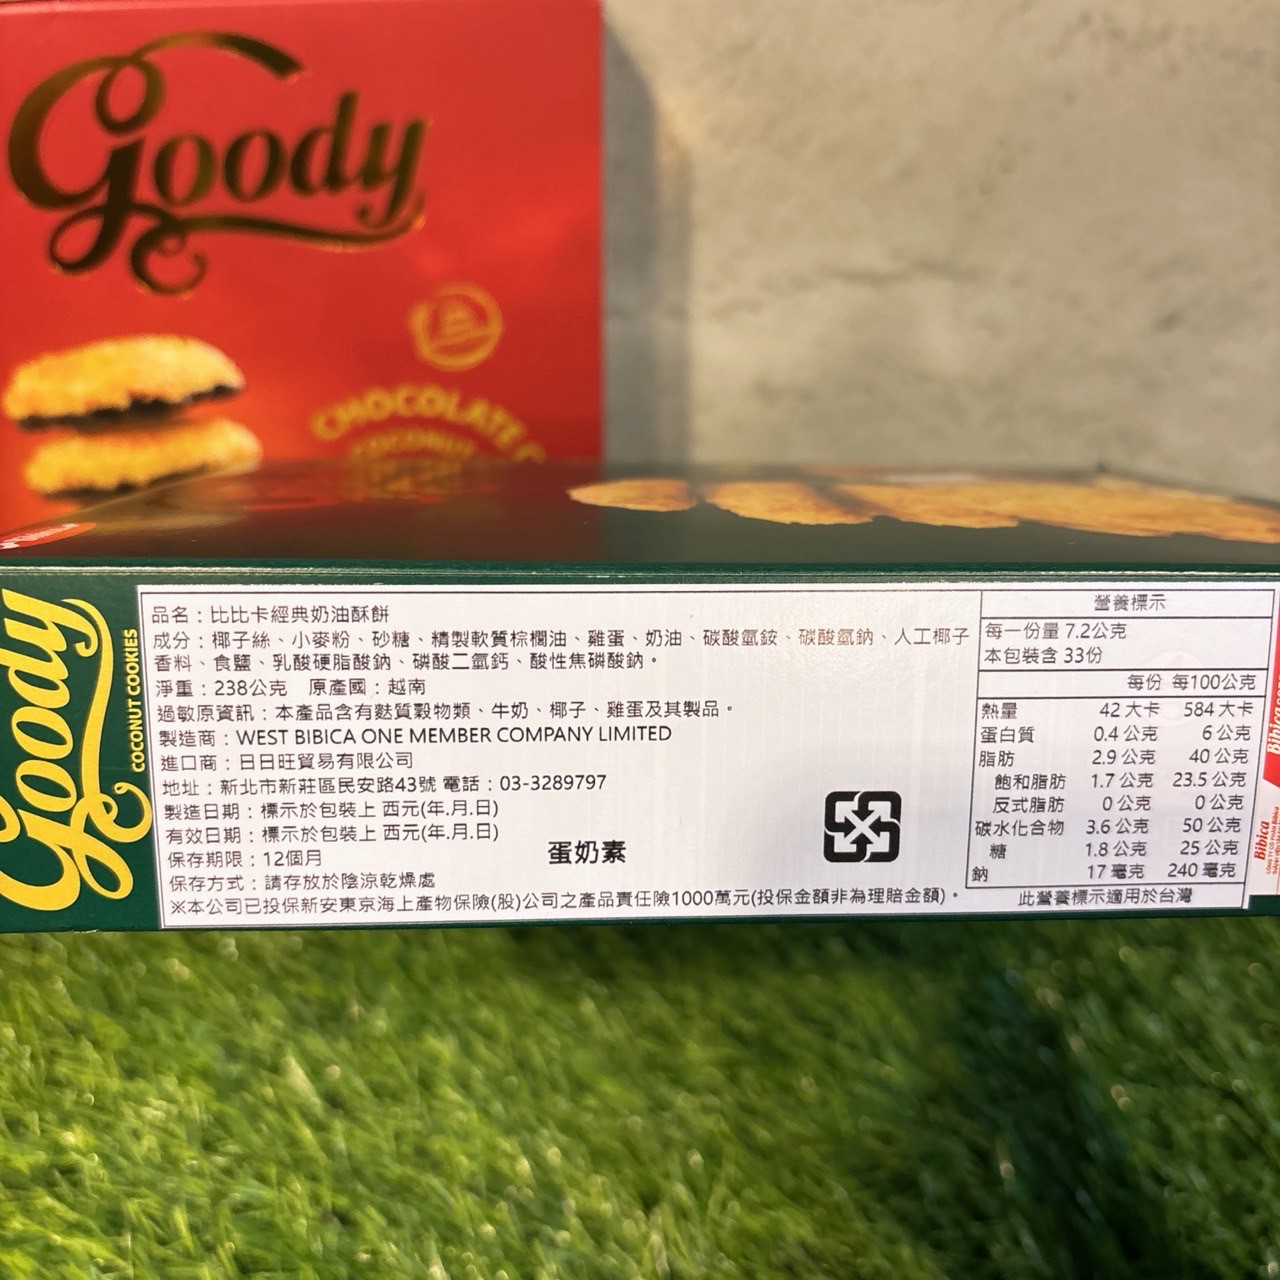 Goody
CHOCOLATE C
COCONUT
Goody
COCONUT COOKIES
品名：比比卡經典奶油酥餅
成分：椰子絲、小麥粉、砂糖、精製軟質棕櫚油、雞蛋、奶油、碳酸氫銨、碳酸氫鈉、人工椰子
香料、食鹽、乳酸硬脂酸鈉、磷酸二氫鈣、酸性焦磷酸鈉。
淨重：238公克　原產國：越南
過敏原資訊：本產品含有麩質穀物類、牛奶、椰子、雞蛋及其製品。
製造商：WEST BIBICA ONE MEMBER COMPANY LIMITED
進口商：日日旺貿易有限公司
地址：新北市新莊區民安路43號 電話：03-3289797
製造日期：標示於包裝上 西元(年.月.日)
有效日期：標示於包裝上 西元(年.月.日)
保存期限：12個月
保存方式：請存放於陰涼乾燥處
※本公司已投保新安東京海上產物保險(股)公司之產品責任險1000萬元(投保金額非為理賠金額)。
蛋奶素
營養標示
每一份量 7.2公克
本包裝含 33份
每份 每100公克
熱量 42 大卡 584 大卡
蛋白質 0.4 公克 6 公克
脂肪 2.9 公克 40 公克
飽和脂肪 1.7 公克 23.5 公克
反式脂肪 0 公克 0 公克
碳水化合物 3.6 公克 50 公克
糖 1.8 公克 25 公克
鈉 17 毫克 240 毫克
此營養標示適用於台灣
Bibica
Bibica